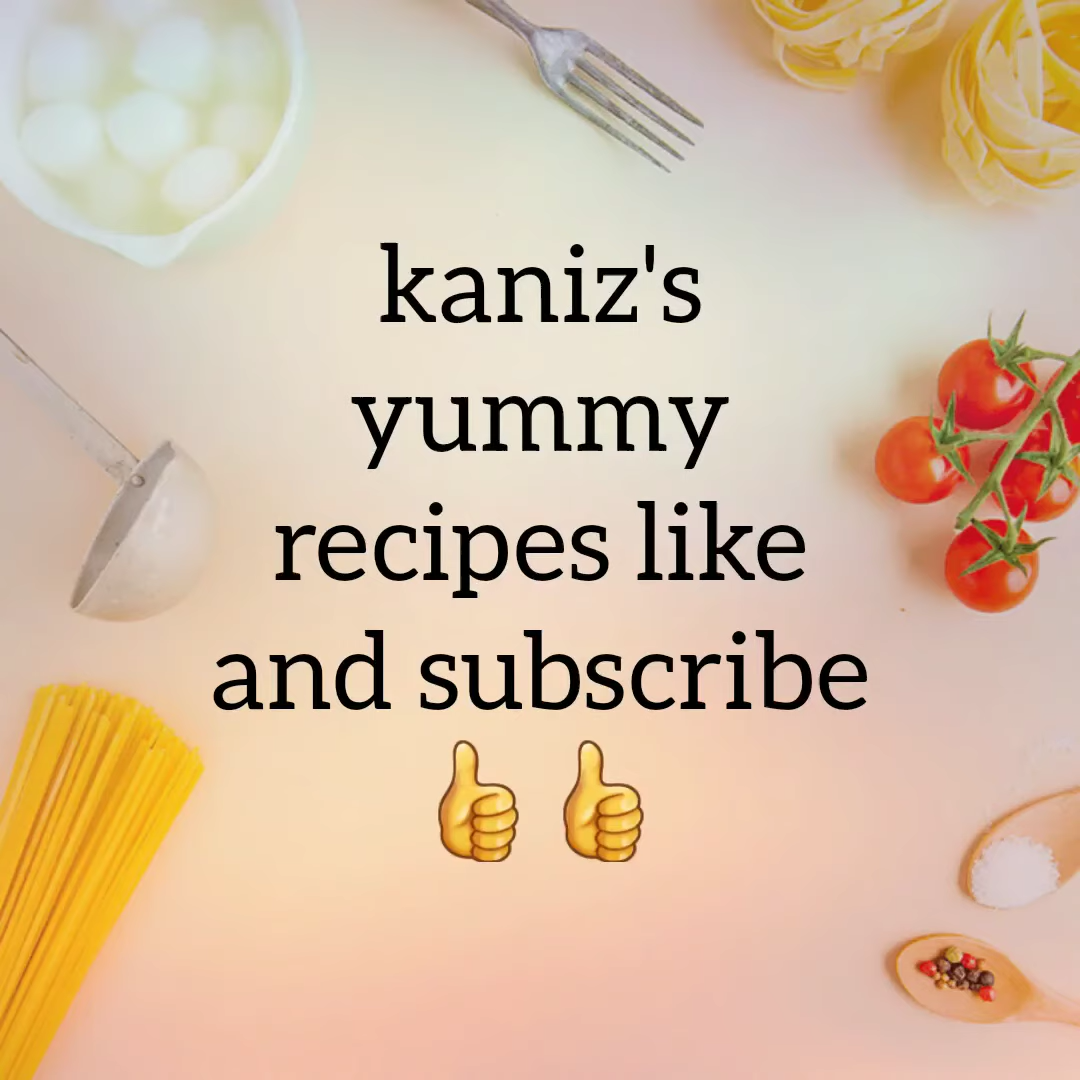 kaniz's
yummy
recipes like
and subscribe
👍 👍